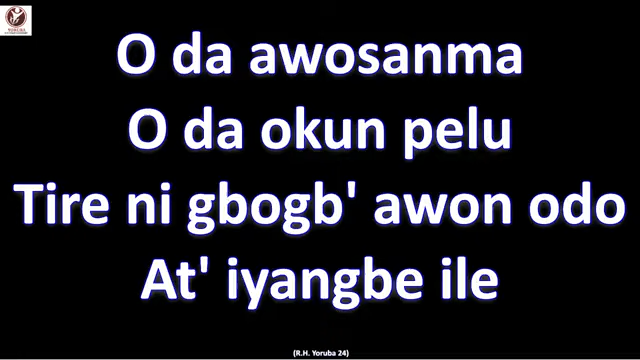 O da awosanma
O da okun pelu
Tire ni gbogb' awon odo
At' iyangbe ile
(R.H. Yoruba 24)